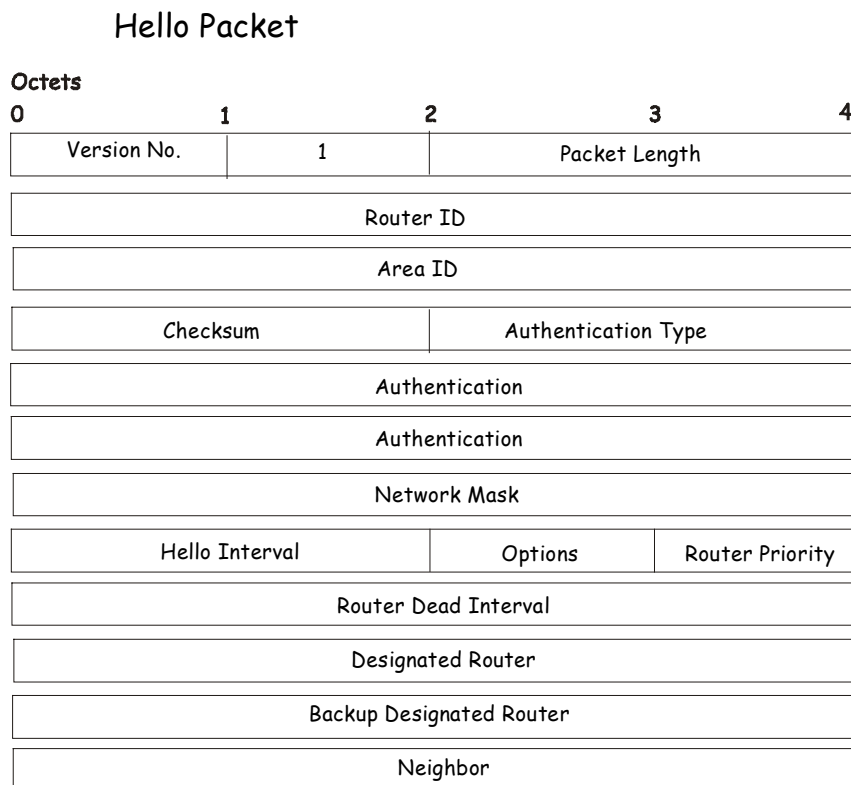 Hello Packet
Octets
0 1 2 3 4
Version No. 1 Packet Length
Router ID
Area ID
Checksum Authentication Type
Authentication
Authentication
Network Mask
Hello Interval Options Router Priority
Router Dead Interval
Designated Router
Backup Designated Router
Neighbor